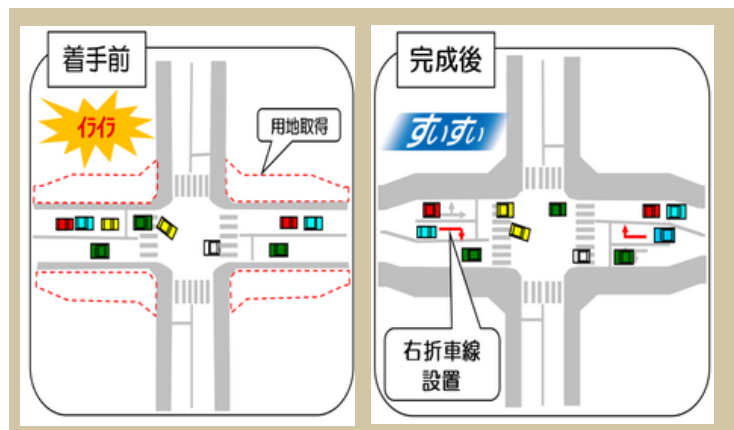 着手前
イライラ
用地取得
完成後
すいすい
右折車線
設置